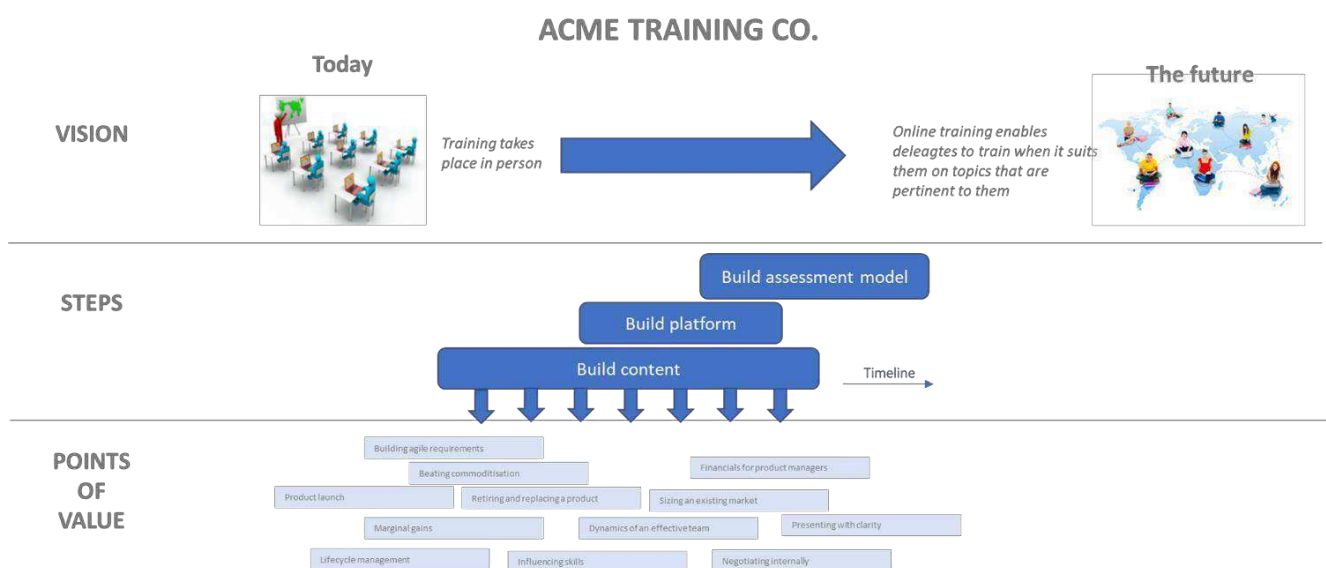 ACME TRAINING CO.
Today
The future
VISION
Training takes
place in person
Online training enables
deleagtes to train when it suits
them on topics that are
pertinent to them
STEPS
Build assessment model
Build platform
Build content
Timeline
POINTS
OF
VALUE
Building agile requirements
Beating commoditisation
Financials for product managers
Product launch
Retiring and replacing a product
Sizing an existing market
Marginal gains
Dynamics of an effective team
Presenting with clarity
Lifecycle management
Influencing skills
Negotiating internally